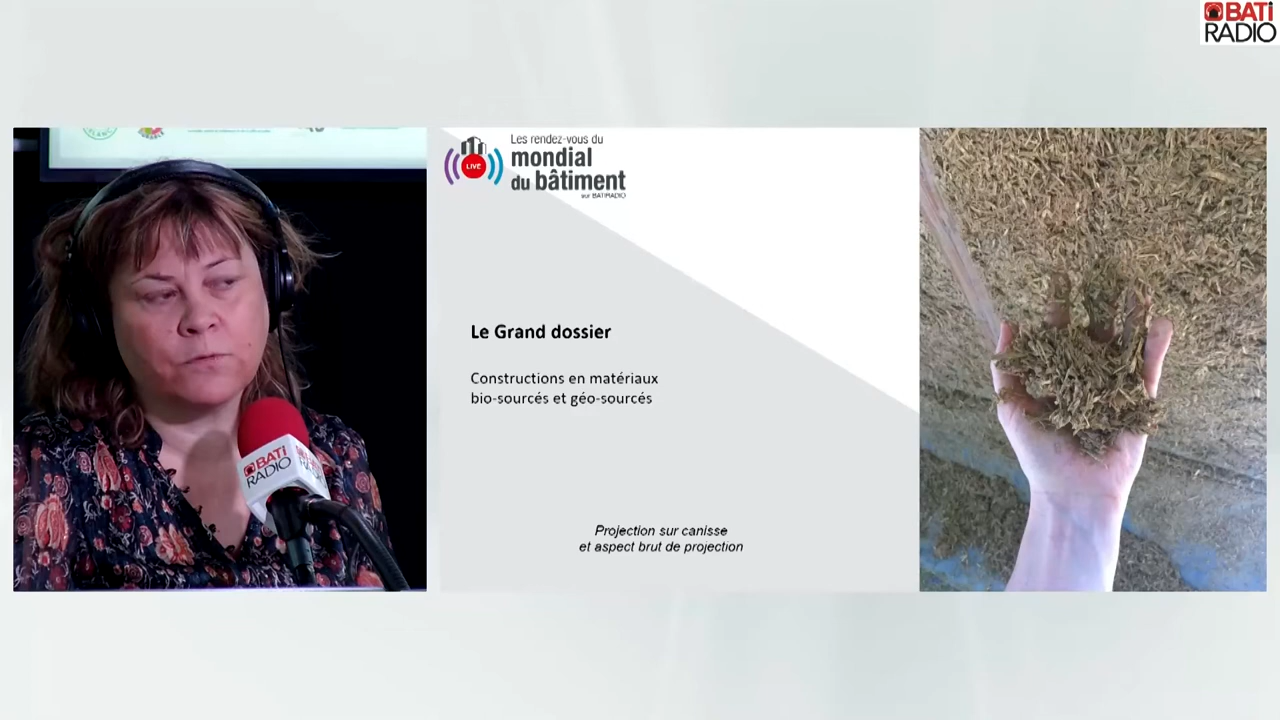 BATi
RADIO
LIVE
Les rendez-vous du
mondial
du bâtiment
sur BATIRADIO
Le Grand dossier
Constructions en matériaux
bio-sourcés et géo-sourcés
Projection sur canisse
et aspect brut de projection
BATI
RADIO